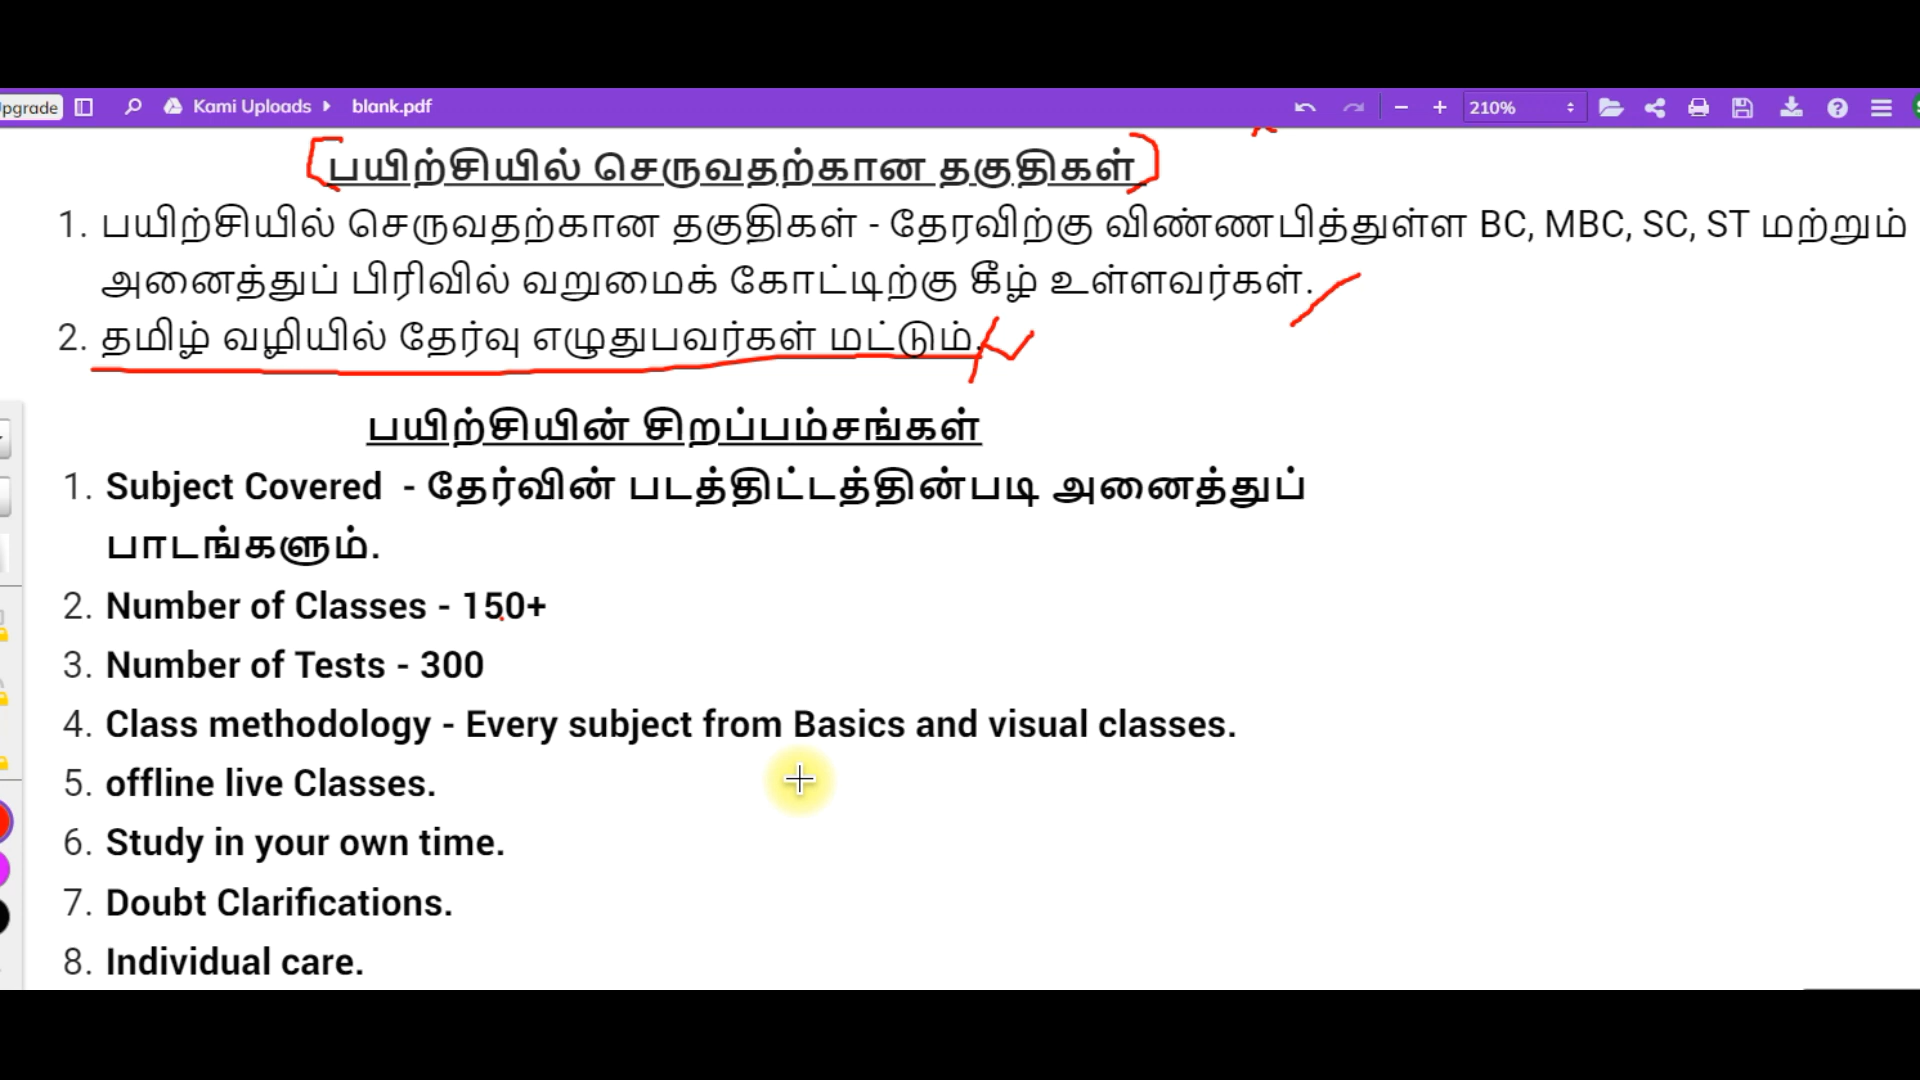 Upgrade Kami Uploads blank.pdf 210%
பயிற்சியில் செருவதற்கான தகுதிகள்
1. பயிற்சியில் செருவதற்கான தகுதிகள் - தேரவிற்கு விண்ணபித்துள்ள BC, MBC, SC, ST மற்றும்
அனைத்துப் பிரிவில் வறுமைக் கோட்டிற்கு கீழ் உள்ளவர்கள்.
2. தமிழ் வழியில் தேர்வு எழுதுபவர்கள் மட்டும்.
பயிற்சியின் சிறப்பம்சங்கள்
1. Subject Covered - தேர்வின் படத்திட்டத்தின்படி அனைத்துப்
பாடங்களும்.
2. Number of Classes - 150+
3. Number of Tests - 300
4. Class methodology - Every subject from Basics and visual classes.
5. offline live Classes.
6. Study in your own time.
7. Doubt Clarifications.
8. Individual care.